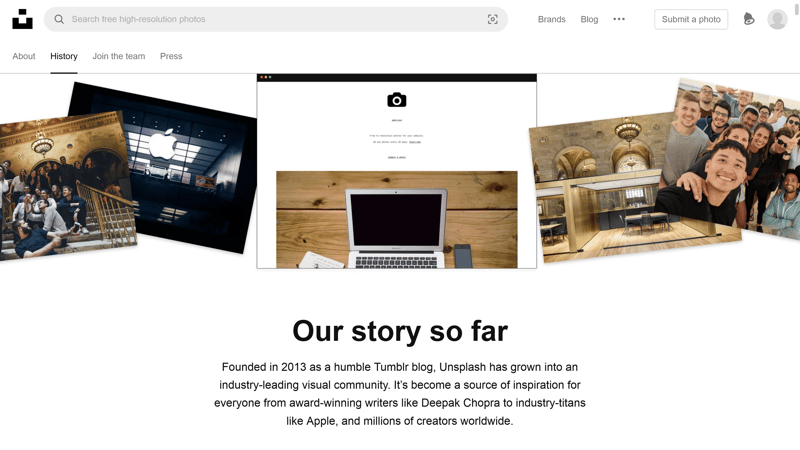 Search free high-resolution photos
Brands
Blog
Submit a photo
About
History
Join the team
Press
Our story so far
Founded in 2013 as a humble Tumblr blog, Unsplash has grown into an
industry-leading visual community. It’s become a source of inspiration for
everyone from award-winning writers like Deepak Chopra to industry-titans
like Apple, and millions of creators worldwide.